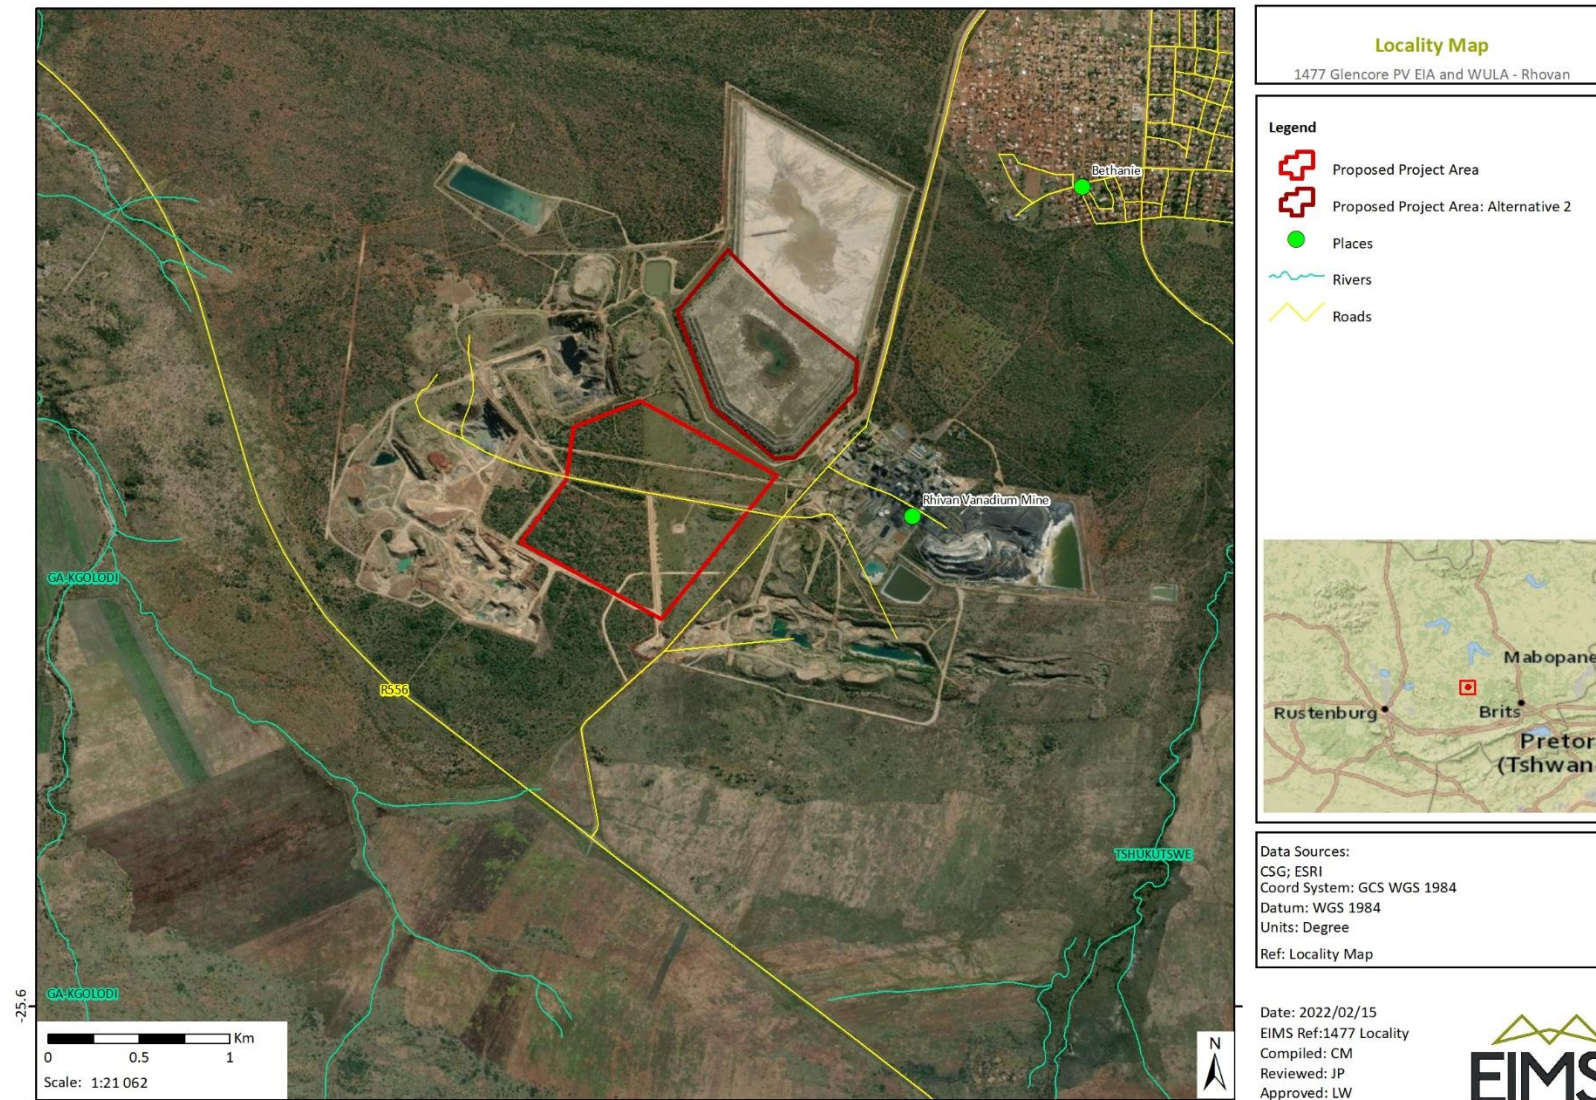 Locality Map
1477 Glencore PV EIA and WULA - Rhovan
Legend
Proposed Project Area
Proposed Project Area: Alternative 2
Places
Rivers
Roads
Bethanie
Rhivan Vanadium Mine
GA-KGOLODI
R556
TSHUKUTSWE
GA-KGOLODI
-25.6
Km
0 0.5 1
Scale: 1:21 062
N
Mabopane
Rustenburg
Brits
Pretor
(Tshwan
Data Sources:
CSG; ESRI
Coord System: GCS WGS 1984
Datum: WGS 1984
Units: Degree
Ref: Locality Map
Date: 2022/02/15
EIMS Ref:1477 Locality
Compiled: CM
Reviewed: JP
Approved: LW
EIMS